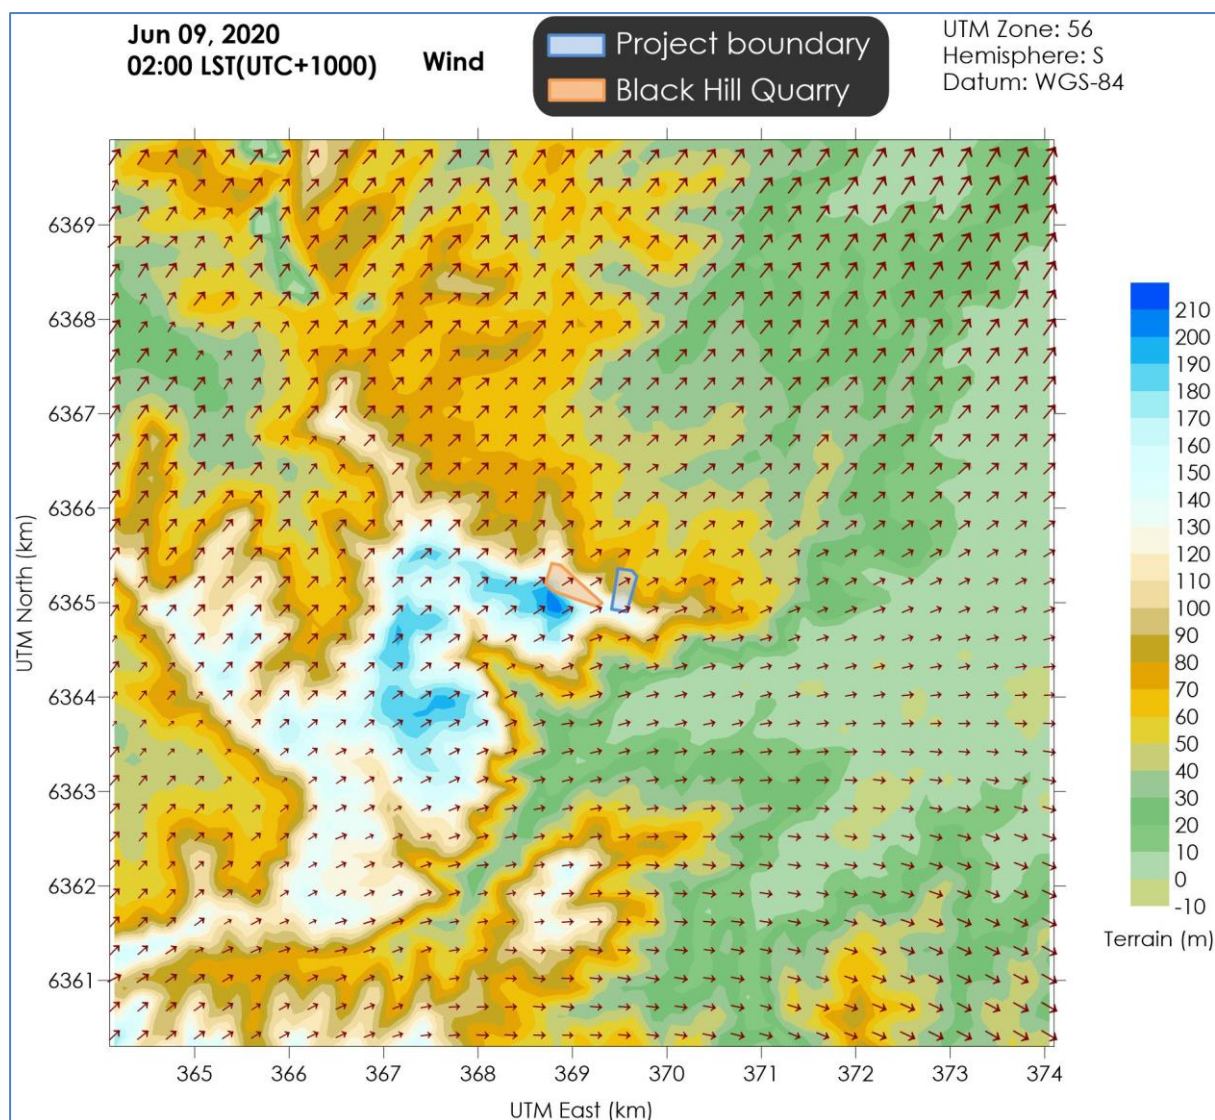 Jun 09, 2020
02:00 LST(UTC+1000)
Wind
Project boundary
Black Hill Quarry
UTM Zone: 56
Hemisphere: S
Datum: WGS-84
6369
6368
6367
6366
6365
6364
6363
6362
6361
UTM North (km)
365 366 367 368 369 370 371 372 373 374
UTM East (km)
210
200
190
180
170
160
150
140
130
120
110
100
90
80
70
60
50
40
30
20
10
0
-10
Terrain (m)